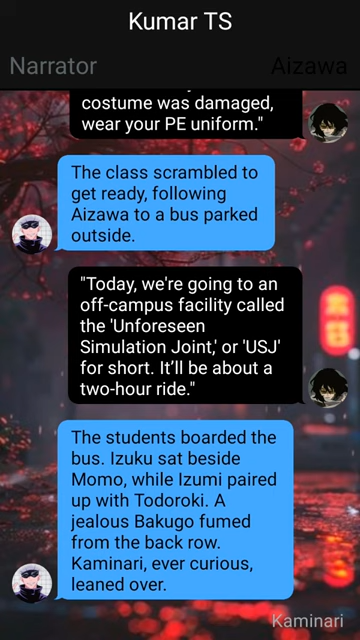 Kumar TS
Narrator
Aizawa
costume was damaged,
wear your PE uniform."
The class scrambled to
get ready, following
Aizawa to a bus parked
outside.
"Today, we're going to an
off-campus facility called
the 'Unforeseen
Simulation Joint,' or 'USJ'
for short. It’ll be about a
two-hour ride."
The students boarded the
bus. Izuku sat beside
Momo, while Izumi paired
up with Todoroki. A
jealous Bakugo fumed
from the back row.
Kaminari, ever curious,
leaned over.
Kaminari